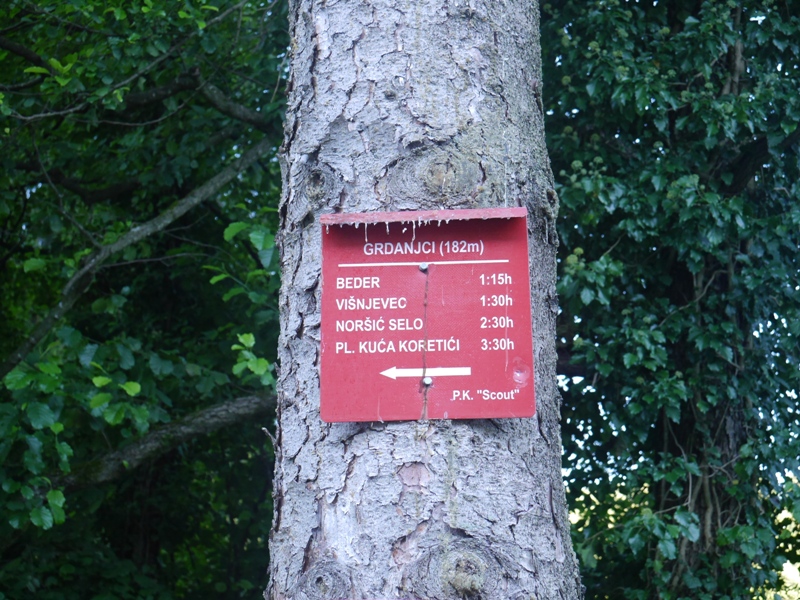 GRDANJCI (182m)
BEDER 1:15h
VIŠNJEVEC 1:30h
NORŠIĆ SELO 2:30h
PL. KUĆA KORETIĆI 3:30h
P.K. "Scout"